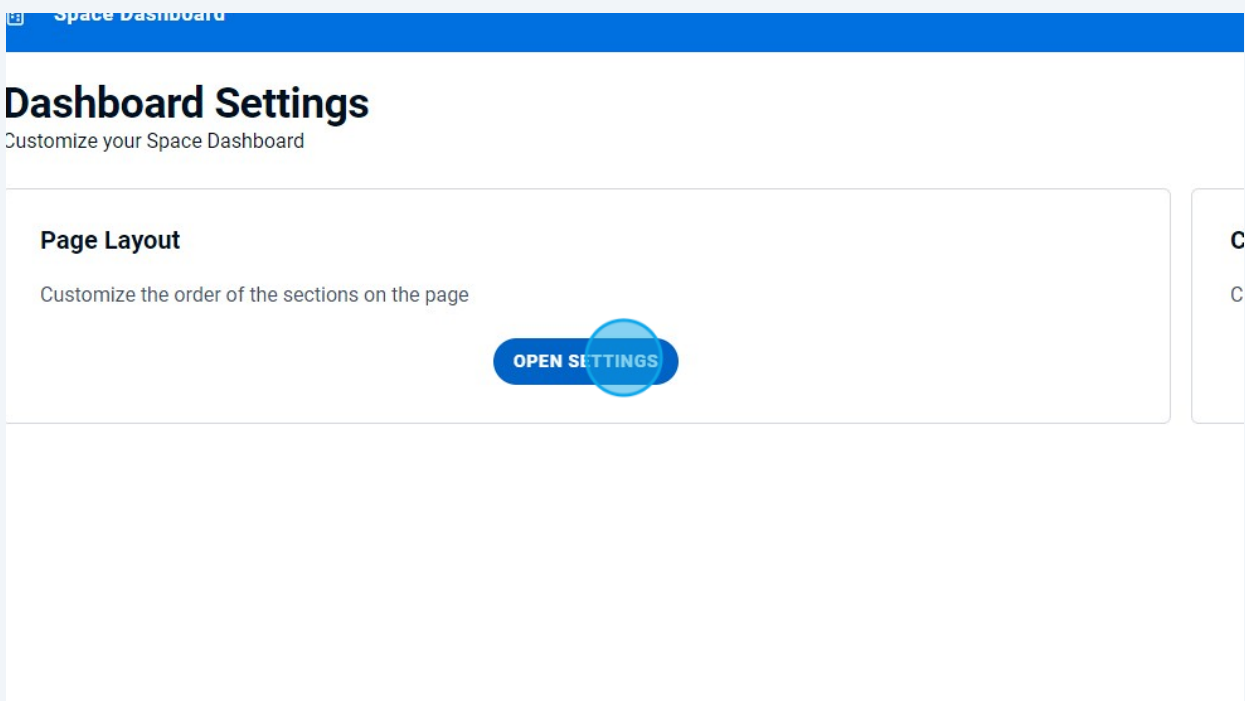 Space Dashboard
Dashboard Settings
Customize your Space Dashboard
Page Layout
Customize the order of the sections on the page
OPEN SETTINGS